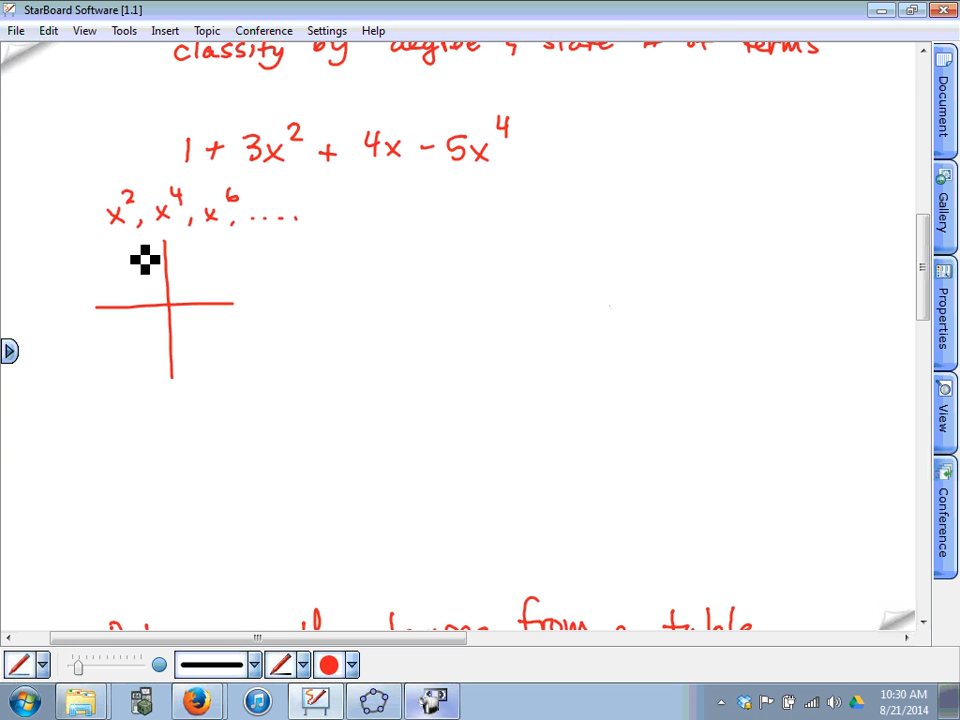 StarBoard Software [1.1]
File Edit View Tools Insert Topic Conference Settings Help
classify by degree & state # of terms
1 + 3x² + 4x - 5x⁴
x², x⁴, x⁶, ....
from a table
Document
Gallery
Properties
View
Conference
10:30 AM
8/21/2014